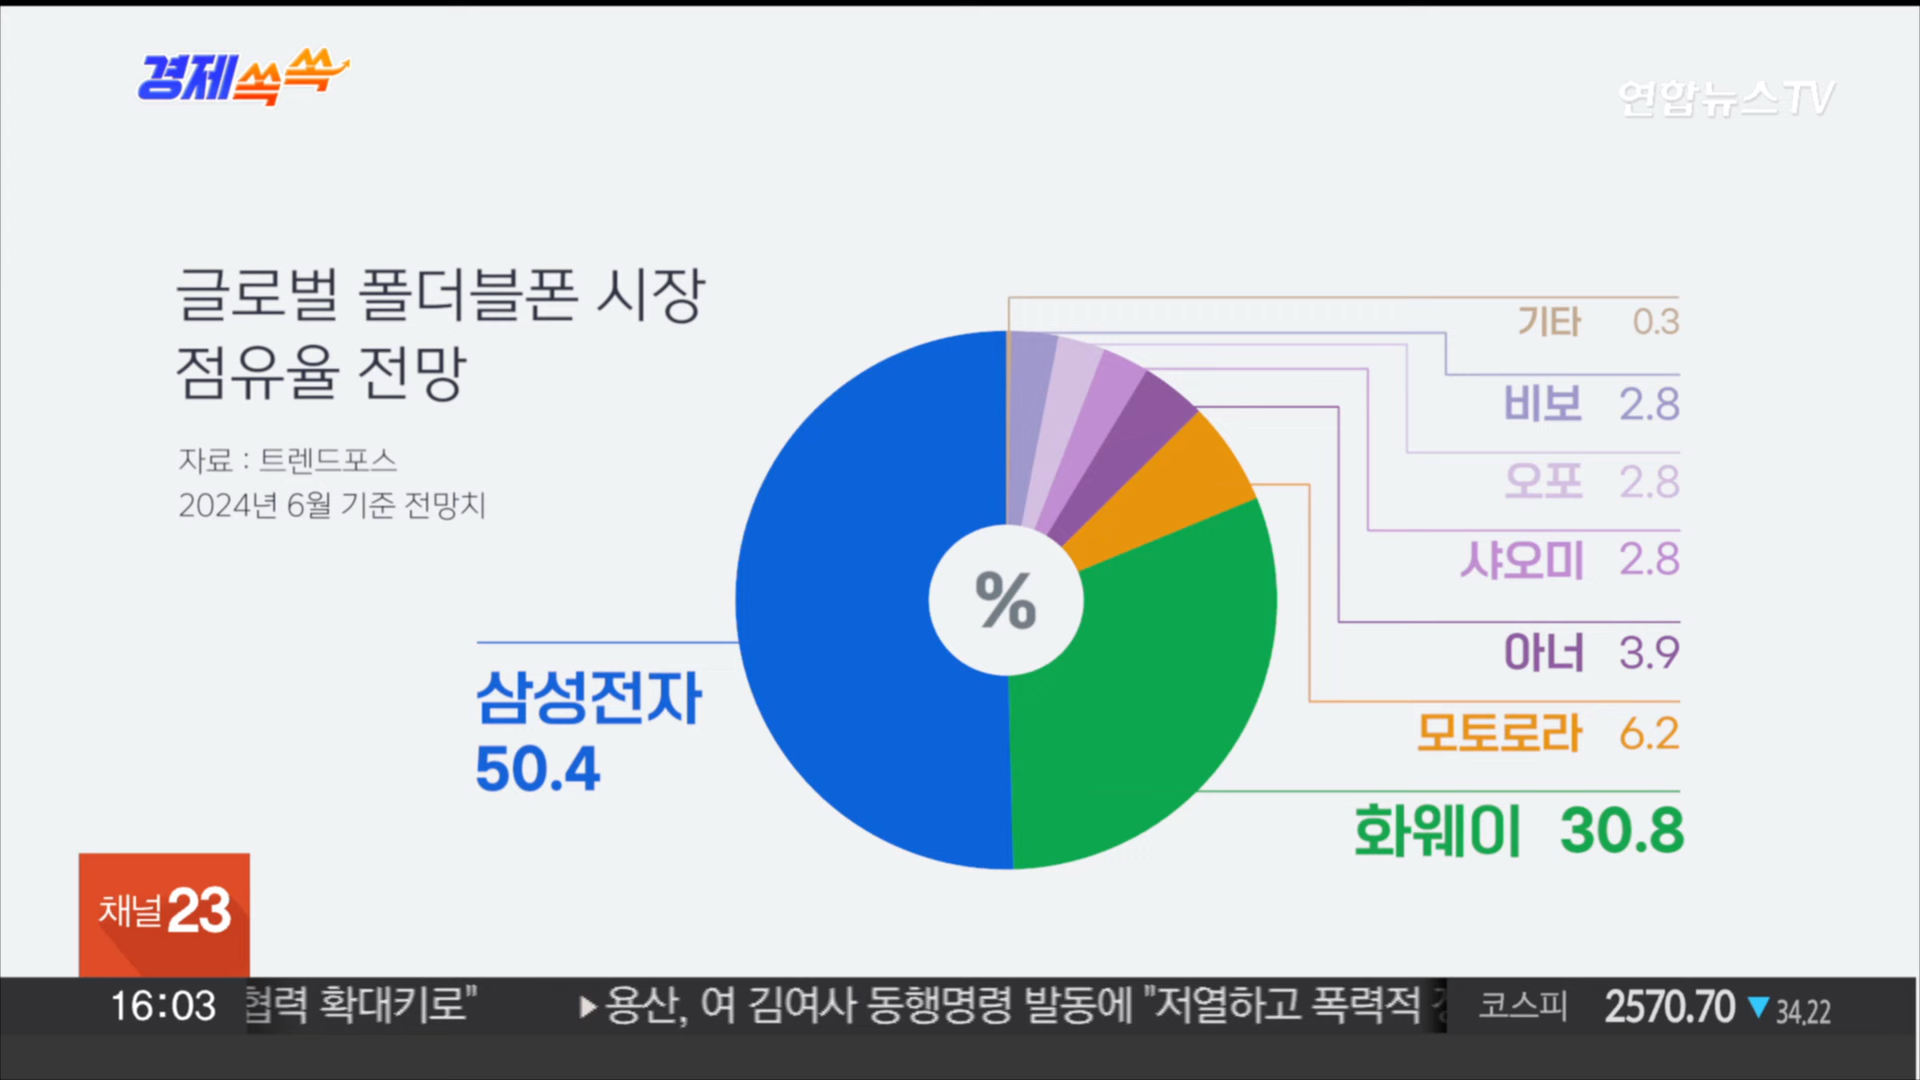 경제쏙쏙
연합뉴스TV
글로벌 폴더블폰 시장
점유율 전망
자료 : 트렌드포스
2024년 6월 기준 전망치
%
삼성전자
50.4
기타 0.3
비보 2.8
오포 2.8
샤오미 2.8
아너 3.9
모토로라 6.2
화웨이 30.8
채널23
16:03 협력 확대키로” ▶용산, 여 김여사 동행명령 발동에 "저열하고 폭력적 코스피 2570.70 ▼ 34.22